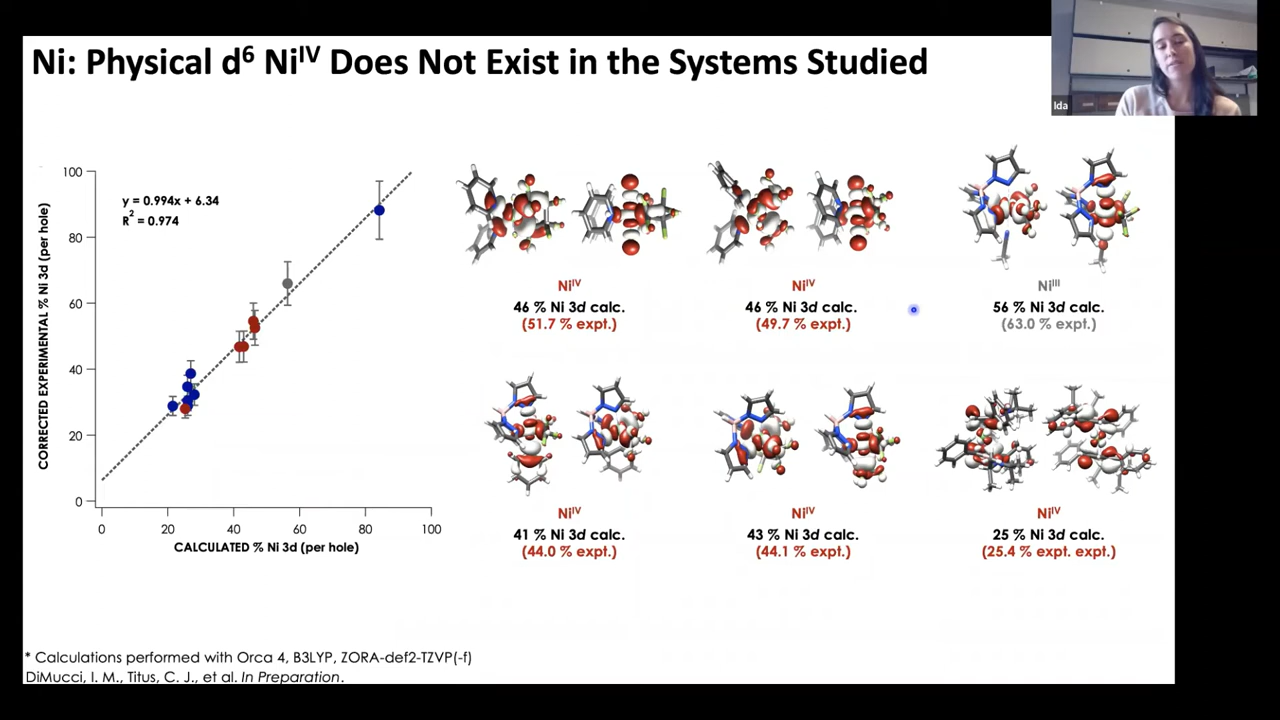 Ni: Physical d⁶ Niᴵⱽ Does Not Exist in the Systems Studied
Ida
CORRECTED EXPERIMENTAL % Ni 3d (per hole)
100
80
60
40
20
0
y = 0.994x + 6.34
R² = 0.974
0 20 40 60 80 100
CALCULATED % Ni 3d (per hole)
Niᴵⱽ
46 % Ni 3d calc.
(51.7 % expt.)
Niᴵⱽ
46 % Ni 3d calc.
(49.7 % expt.)
Niᴵᴵᴵ
56 % Ni 3d calc.
(63.0 % expt.)
Niᴵⱽ
41 % Ni 3d calc.
(44.0 % expt.)
Niᴵⱽ
43 % Ni 3d calc.
(44.1 % expt.)
Niᴵⱽ
25 % Ni 3d calc.
(25.4 % expt. expt.)
* Calculations performed with Orca 4, B3LYP, ZORA-def2-TZVP(-f)
DiMucci, I. M., Titus, C. J., et al. In Preparation.